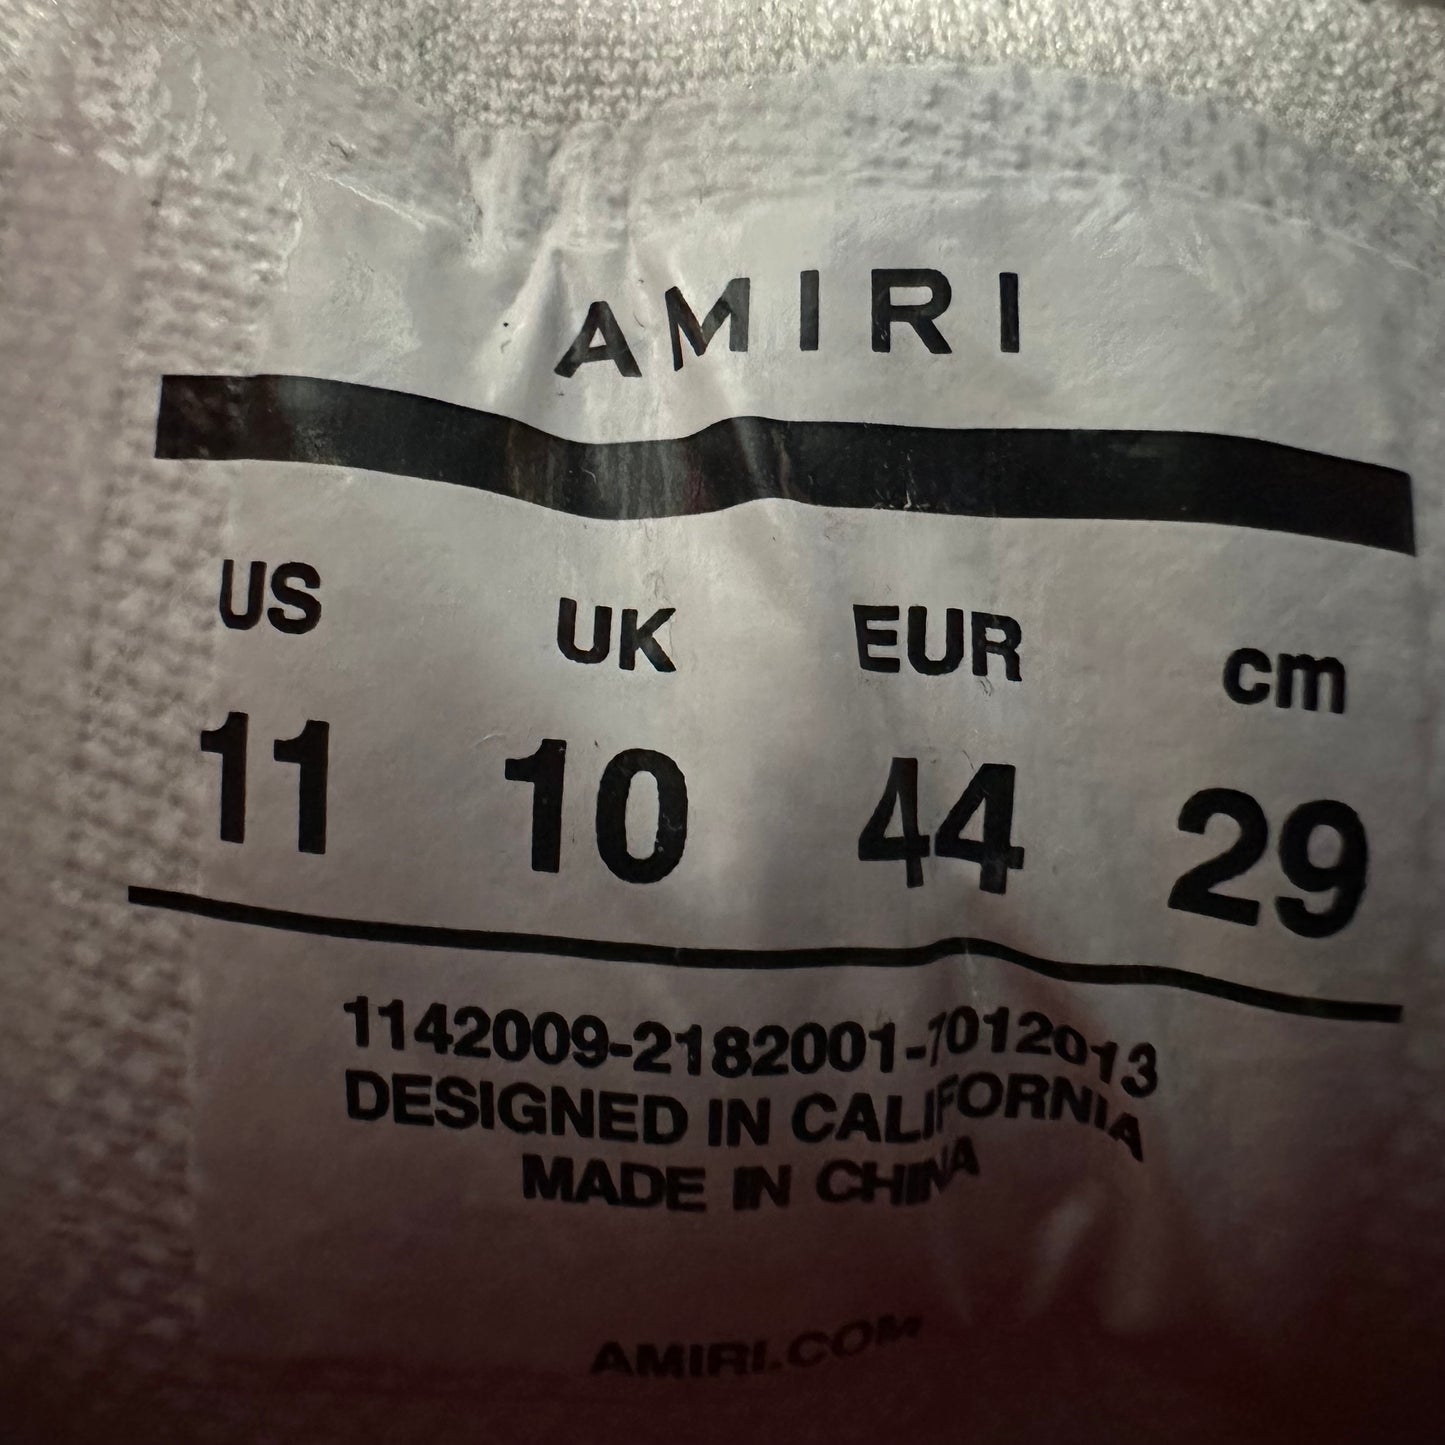 AMIRI
US UK EUR cm
11 10 44 29
1142009-2182001-1012013
DESIGNED IN CALIFORNIA
MADE IN CHINA
AMIRI.COM